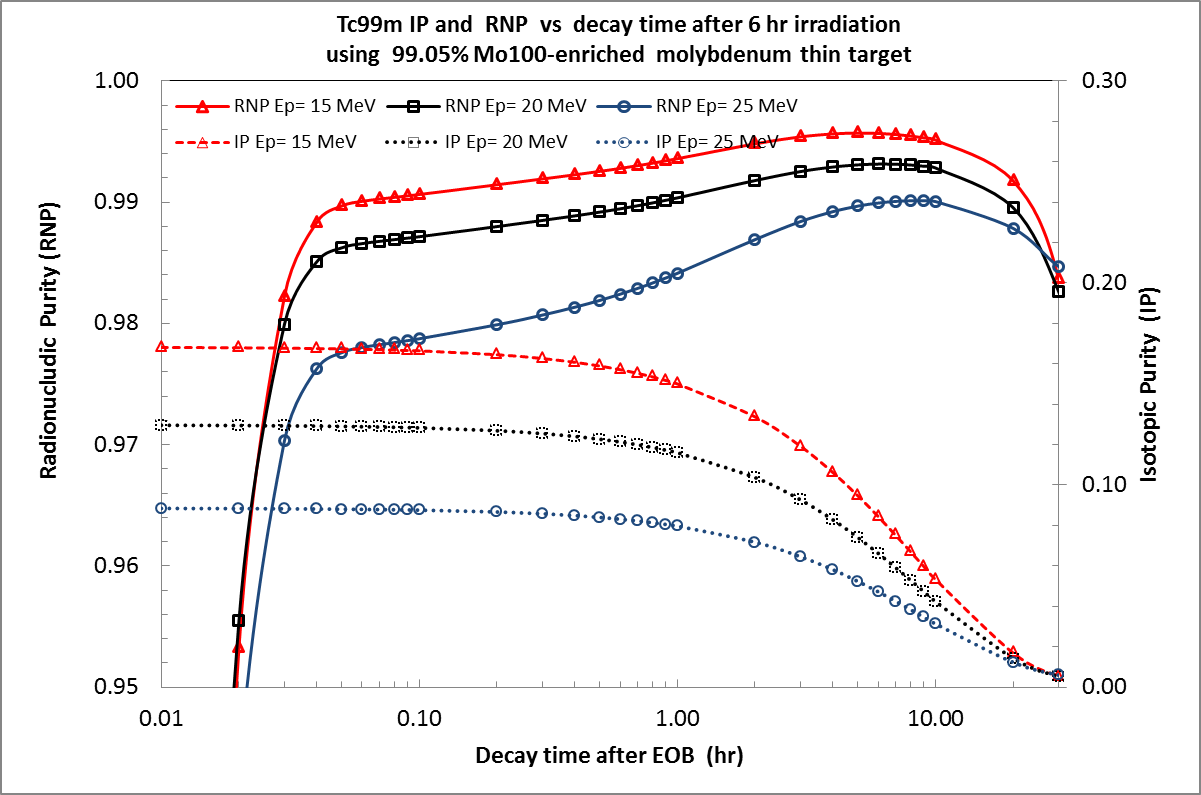 Tc99m IP and RNP vs decay time after 6 hr irradiation
using 99.05% Mo100-enriched molybdenum thin target
RNP Ep= 15 MeV
RNP Ep= 20 MeV
RNP Ep= 25 MeV
IP Ep= 15 MeV
IP Ep= 20 MeV
IP Ep= 25 MeV
Radionucludic Purity (RNP)
1.00
0.99
0.98
0.97
0.96
0.95
0.30
0.20
0.10
0.00
Isotopic Purity (IP)
0.01
0.10
1.00
10.00
Decay time after EOB (hr)